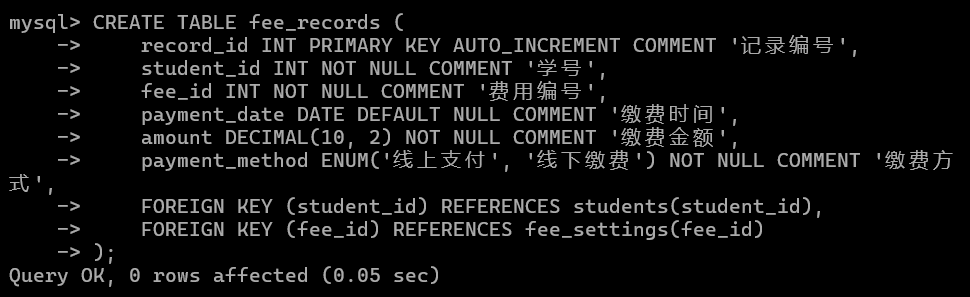 mysql> CREATE TABLE fee_records (
    ->     record_id INT PRIMARY KEY AUTO_INCREMENT COMMENT '记录编号',
    ->     student_id INT NOT NULL COMMENT '学号',
    ->     fee_id INT NOT NULL COMMENT '费用编号',
    ->     payment_date DATE DEFAULT NULL COMMENT '缴费时间',
    ->     amount DECIMAL(10, 2) NOT NULL COMMENT '缴费金额',
    ->     payment_method ENUM('线上支付', '线下缴费') NOT NULL COMMENT '缴费方
式',
    ->     FOREIGN KEY (student_id) REFERENCES students(student_id),
    ->     FOREIGN KEY (fee_id) REFERENCES fee_settings(fee_id)
    -> );
Query OK, 0 rows affected (0.05 sec)